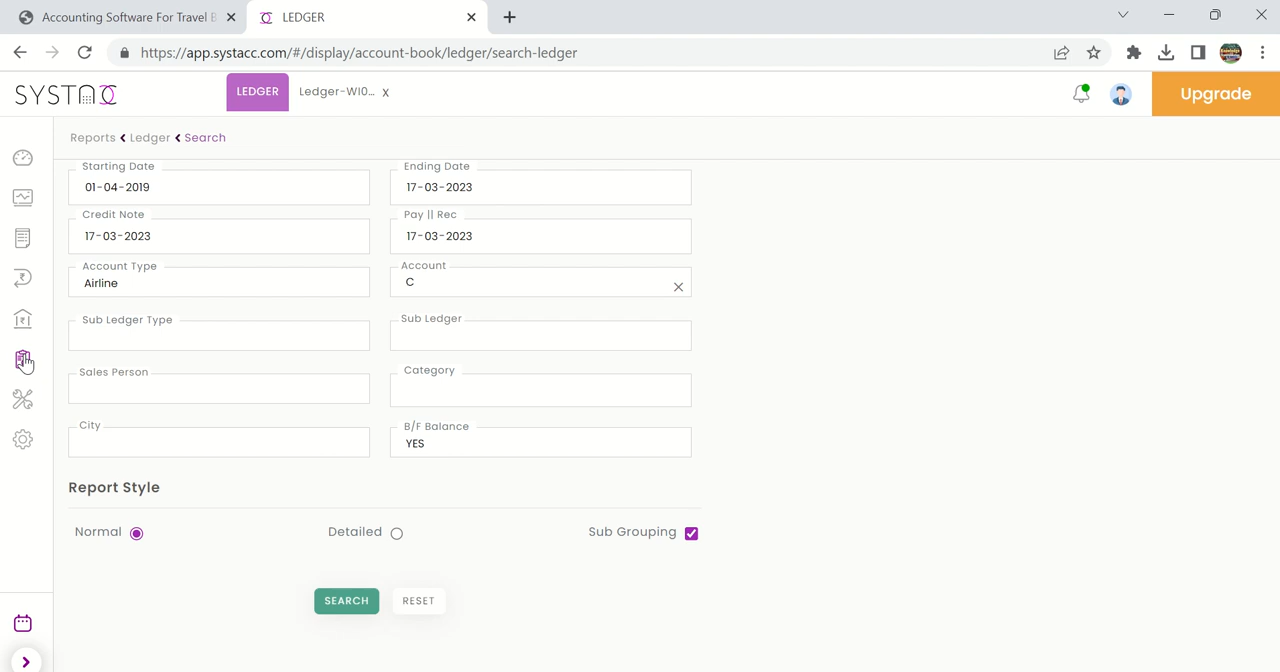 Accounting Software For Travel B
LEDGER
https://app.systacc.com/#/display/account-book/ledger/search-ledger
SYSTACC
LEDGER
Ledger-WI0... x
Upgrade
Reports < Ledger < Search
Starting Date
01-04-2019
Ending Date
17-03-2023
Credit Note
17-03-2023
Pay || Rec
17-03-2023
Account Type
Airline
Account
C
Sub Ledger Type
Sub Ledger
Sales Person
Category
City
B/F Balance
YES
Report Style
Normal
Detailed
Sub Grouping
SEARCH
RESET